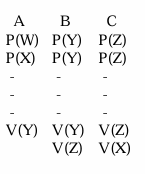 A B C
P(W) P(Y) P(Z)
P(X) P(Y) P(Z)
- - -
- - -
- - -
V(Y) V(Y) V(Z)
V(Z) V(X)